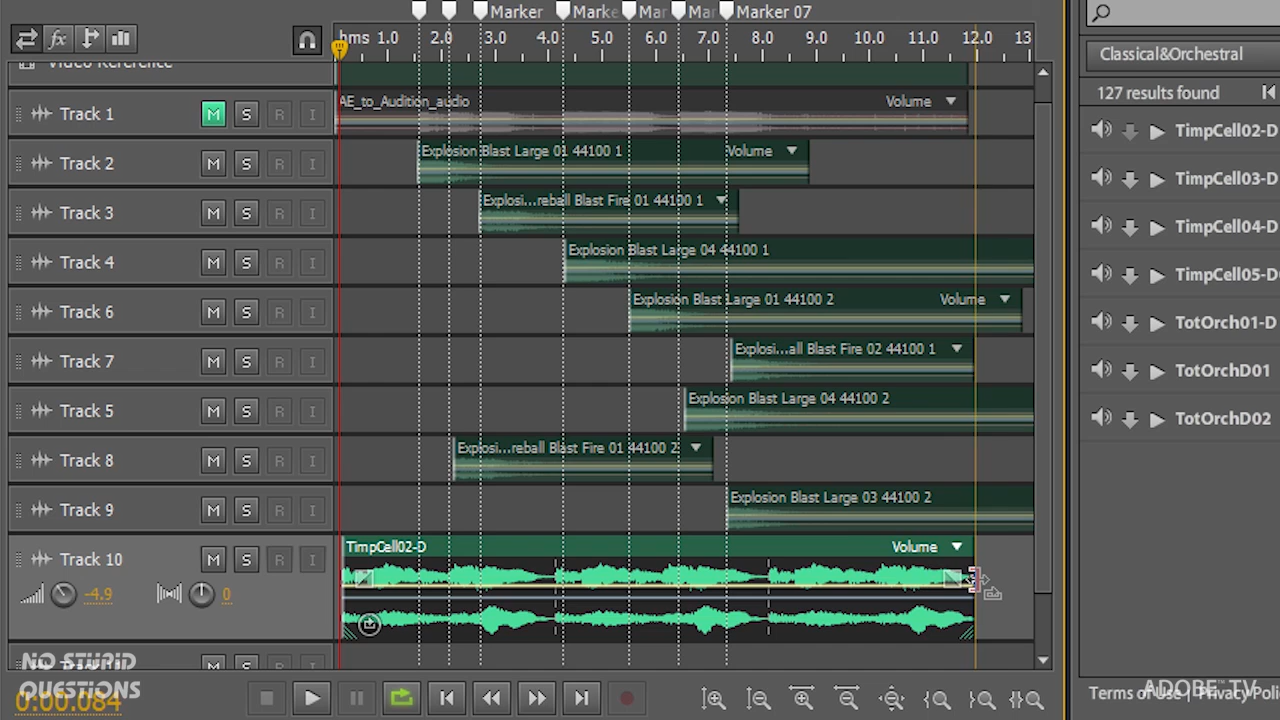 Marker
Marke
Mar
Mar
Marker 07
hms 1.0 2.0 3.0 4.0 5.0 6.0 7.0 8.0 9.0 10.0 11.0 12.0 13
fx
Classical&Orchestral
127 results found
Video Reference
Track 1 M S R I
AE_to_Audition_audio Volume
TimpCell02-D
Track 2 M S R I
Explosion Blast Large 01 44100 1 Volume
TimpCell03-D
Track 3 M S R I
Explosi...reball Blast Fire 01 44100 1
TimpCell04-D
Track 4 M S R I
Explosion Blast Large 04 44100 1
TimpCell05-D
Track 6 M S R I
Explosion Blast Large 01 44100 2 Volume
TotOrch01-D
Track 7 M S R I
Explosi...all Blast Fire 02 44100 1
TotOrchD01
Track 5 M S R I
Explosion Blast Large 04 44100 2
TotOrchD02
Track 8 M S R I
Explosi...reball Blast Fire 01 44100 2
Track 9 M S R I
Explosion Blast Large 03 44100 2
Track 10 M S R I
TimpCell02-D Volume
-4.9 0
NO STUPID
QUESTIONS
0:00.084
ADOBE™ TV
Terms of Use | Privacy Poli